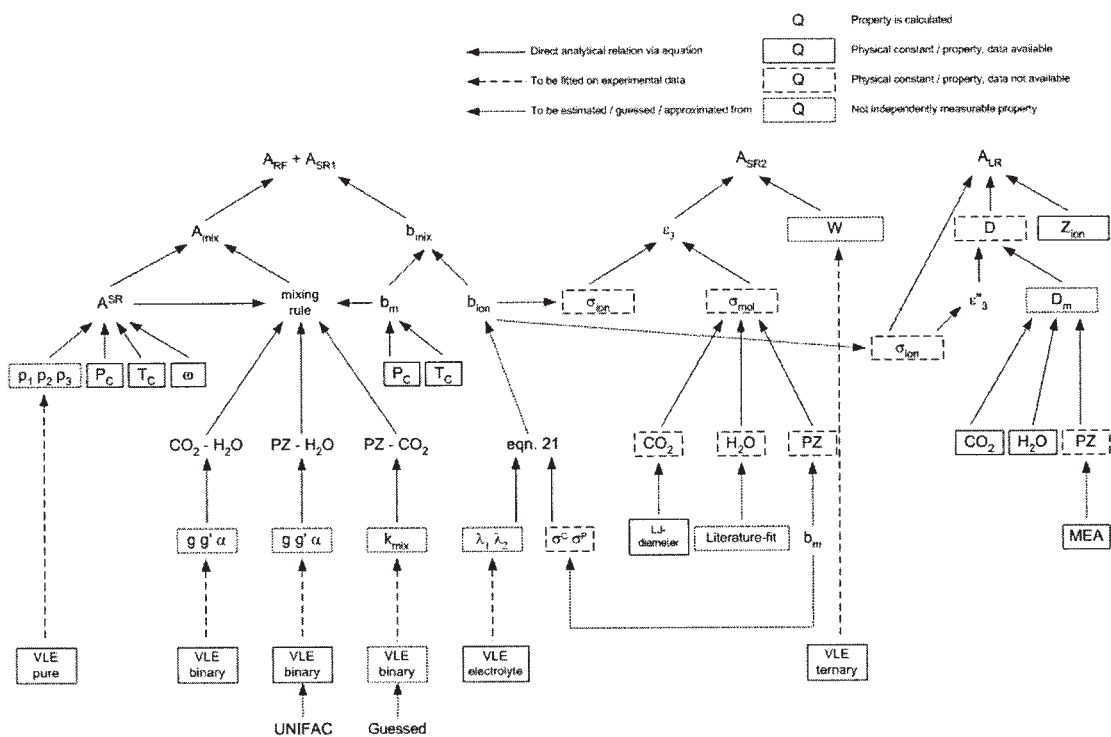 Q Property is calculated
Direct analytical relation via equation Q Physical constant / property, data available
To be fitted on experimental data Q Physical constant / property, data not available
To be estimated / guessed / approximated from Q Not independently measurable property
A_RF + A_SR1 A_SR2 A_LR
A_mix b_mix ε_3 W D Z_ion
A^SR mixing rule b_m b_ion σ_ion σ_mol ε'''_3 D_m
σ_ion
p_1 p_2 p_3 P_C T_C ω P_C T_C
CO_2 - H_2O PZ - H_2O PZ - CO_2 eqn. 21 CO_2 H_2O PZ CO_2 H_2O PZ
g g' α g g' α k_mix λ_1 λ_2 σ^C σ^P LJ-diameter Literature-fit b_m MEA
VLE pure VLE binary VLE binary VLE binary VLE electrolyte VLE ternary
UNIFAC Guessed